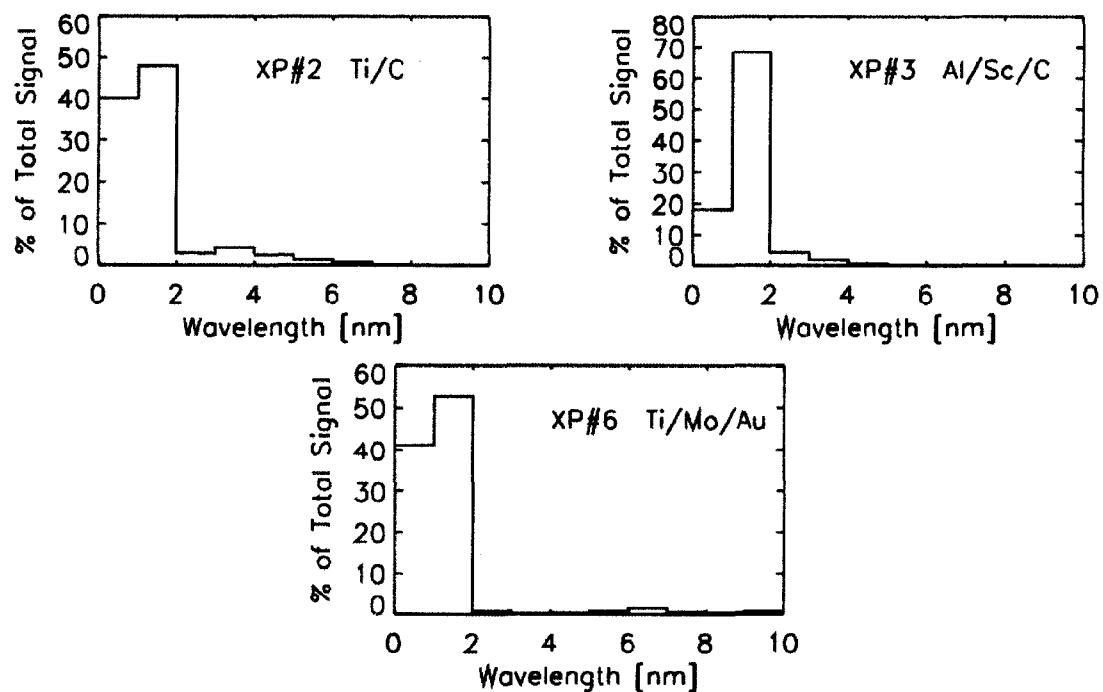 60
50
40
30
20
10
0
% of Total Signal
XP#2 Ti/C
0 2 4 6 8 10
Wavelength [nm]
80
70
60
50
40
30
20
10
0
% of Total Signal
XP#3 Al/Sc/C
0 2 4 6 8 10
Wavelength [nm]
60
50
40
30
20
10
0
% of Total Signal
XP#6 Ti/Mo/Au
0 2 4 6 8 10
Wavelength [nm]